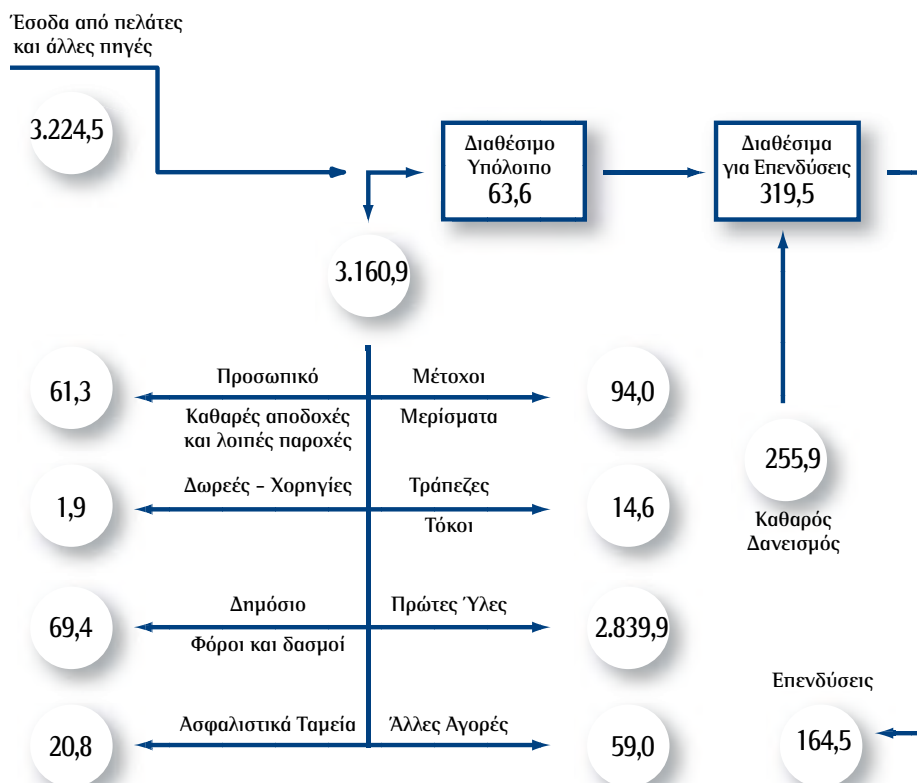 Έσοδα από πελάτες
και άλλες πηγές
3.224,5
Διαθέσιμο
Υπόλοιπο
63,6
Διαθέσιμα
για Επενδύσεις
319,5
3.160,9
61,3
Προσωπικό
Καθαρές αποδοχές
και λοιπές παροχές
Μέτοχοι
Μερίσματα
94,0
255,9
Καθαρός
Δανεισμός
1,9
Δωρεές - Χορηγίες
Τράπεζες
Τόκοι
14,6
69,4
Δημόσιο
Φόροι και δασμοί
Πρώτες Ύλες
2.839,9
20,8
Ασφαλιστικά Ταμεία
Άλλες Αγορές
59,0
Επενδύσεις
164,5